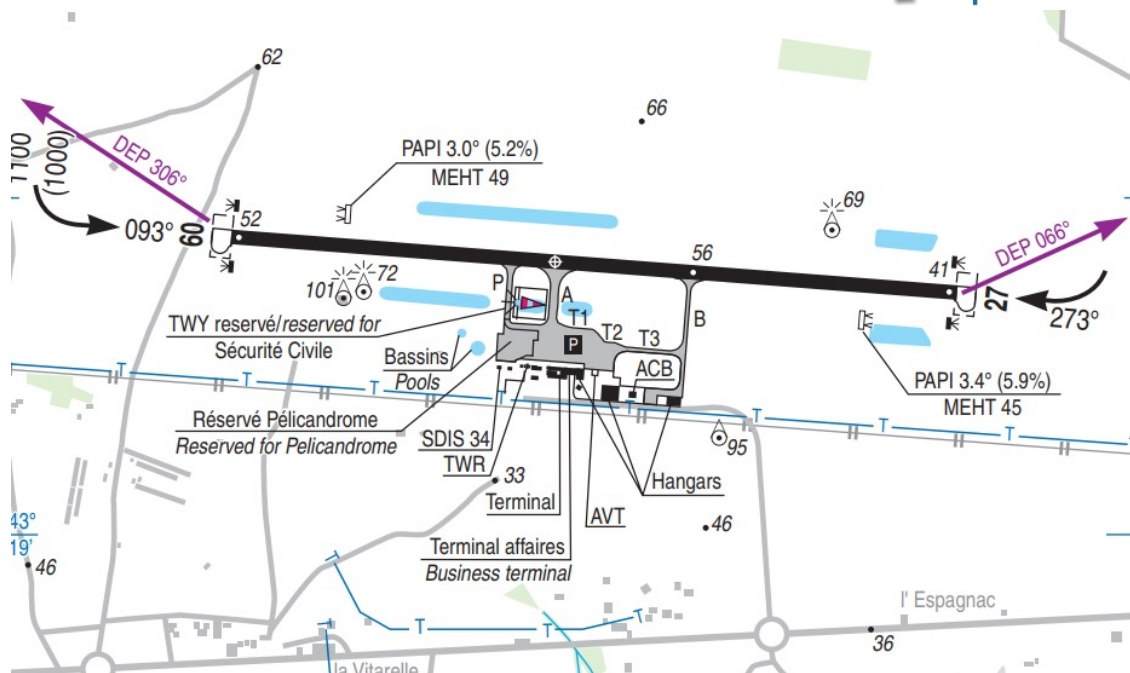 62
66
DEP 306°
1100
(1000)
PAPI 3.0° (5.2%)
MEHT 49
69
DEP 066°
093°
09
52
56
41
27
273°
101
72
P
A
B
T1
T2
T3
P
ACB
TWY reservé/reserved for
Sécurité Civile
Bassins
Pools
T
T
T
T
T
T
T
T
T
PAPI 3.4° (5.9%)
MEHT 45
Réservé Pélicandrome
Reserved for Pelicandrome
SDIS 34
TWR
95
33
Terminal
Hangars
AVT
46
43°
19'
46
Terminal affaires
Business terminal
T
T
T
T
T
l' Espagnac
36
la Vitarelle